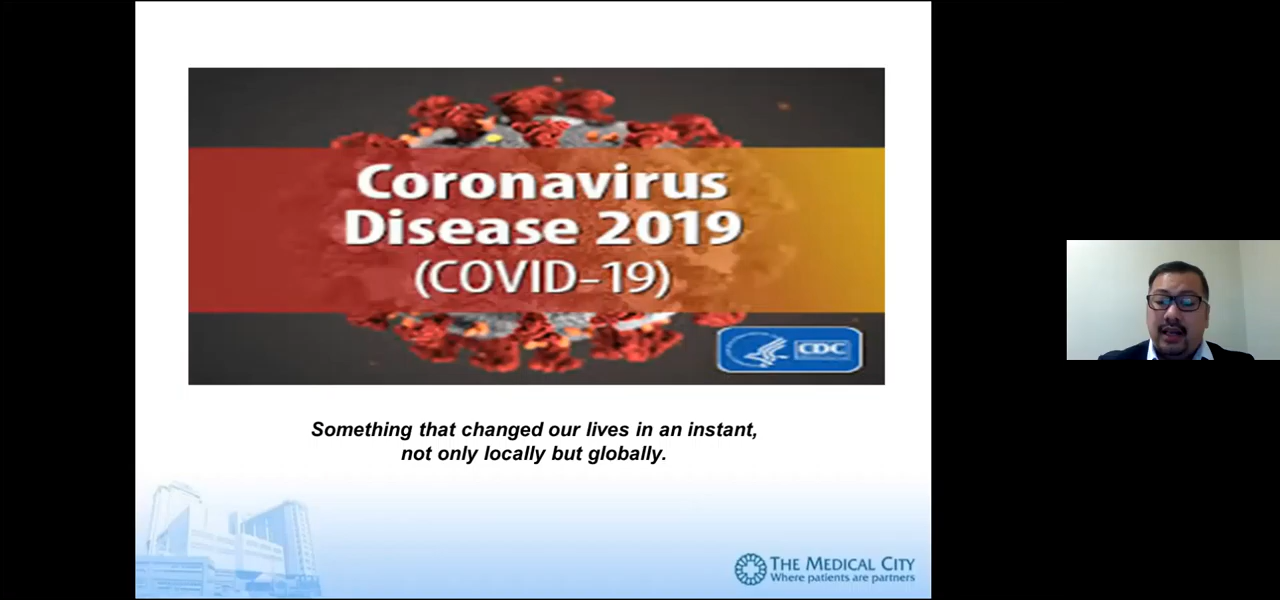 Coronavirus
Disease 2019
(COVID-19)
CDC
Something that changed our lives in an instant,
not only locally but globally.
THE MEDICAL CITY
Where patients are partners